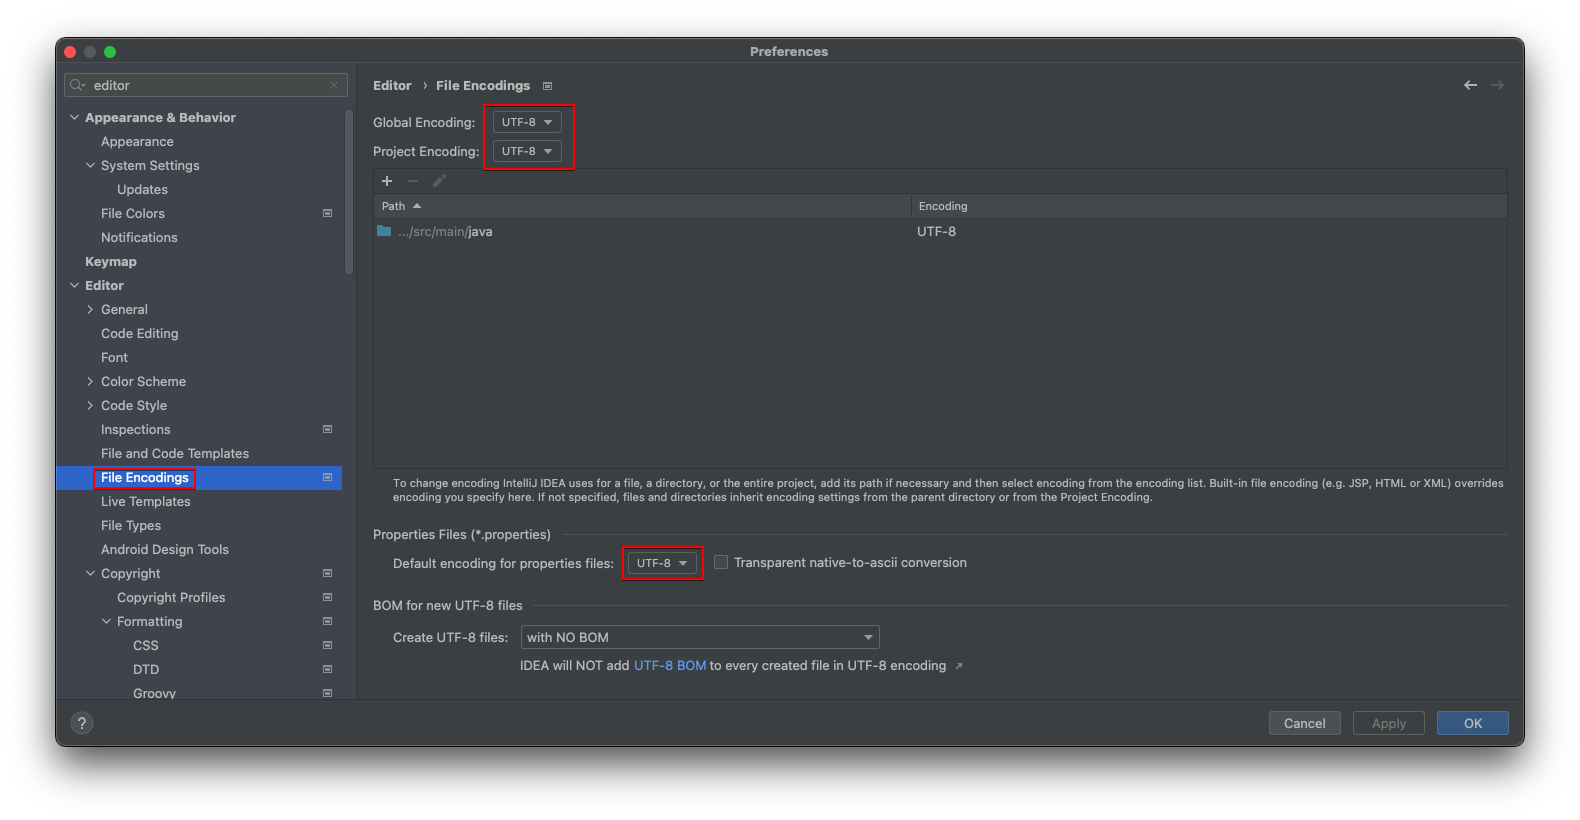 Preferences
editor
Appearance & Behavior
Appearance
System Settings
Updates
File Colors
Notifications
Keymap
Editor
General
Code Editing
Font
Color Scheme
Code Style
Inspections
File and Code Templates
File Encodings
Live Templates
File Types
Android Design Tools
Copyright
Copyright Profiles
Formatting
CSS
DTD
Groovy
Editor › File Encodings
Global Encoding: UTF-8
Project Encoding: UTF-8
Path Encoding
.../src/main/java UTF-8
To change encoding IntelliJ IDEA uses for a file, a directory, or the entire project, add its path if necessary and then select encoding from the encoding list. Built-in file encoding (e.g. JSP, HTML or XML) overrides
encoding you specify here. If not specified, files and directories inherit encoding settings from the parent directory or from the Project Encoding.
Properties Files (*.properties)
Default encoding for properties files: UTF-8 Transparent native-to-ascii conversion
BOM for new UTF-8 files
Create UTF-8 files: with NO BOM
IDEA will NOT add UTF-8 BOM to every created file in UTF-8 encoding ↗
? Cancel Apply OK